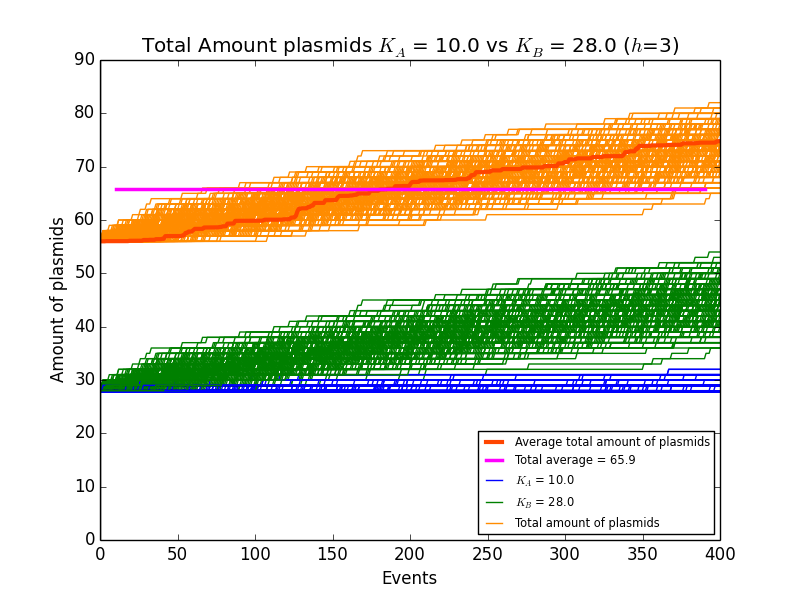 Total Amount plasmids K_A = 10.0 vs K_B = 28.0 (h=3)
90
80
70
60
50
40
30
20
10
0
Amount of plasmids
Average total amount of plasmids
Total average = 65.9
K_A = 10.0
K_B = 28.0
Total amount of plasmids
0 50 100 150 200 250 300 350 400
Events